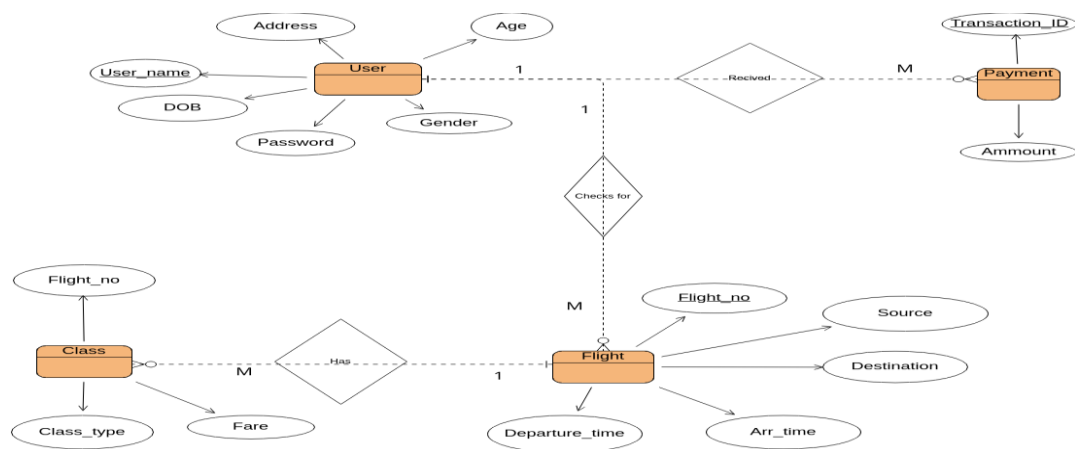 Transaction_ID
Address
Age
User
User_name
1
Recived
M
Payment
DOB
1
Gender
Password
Ammount
Checks for
Flight_no
Flight_no
M
Source
Class
Has
Flight
M
1
Destination
Class_type
Fare
Departure_time
Arr_time